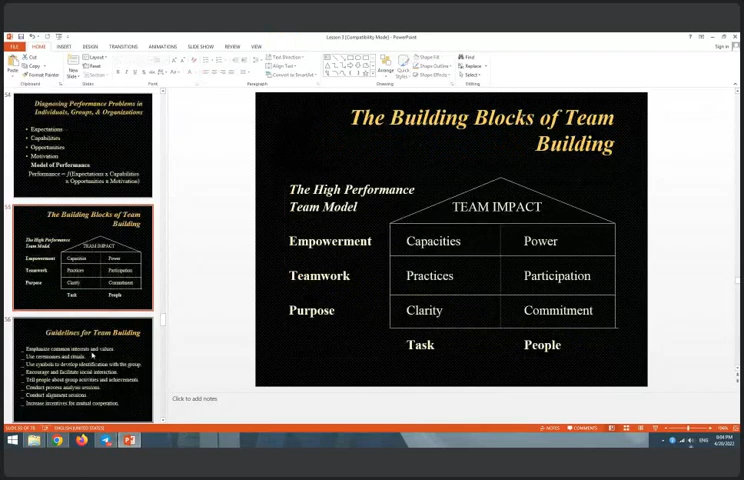 Lesson 3 [Compatibility Mode] - PowerPoint
Sign in
FILE HOME INSERT DESIGN TRANSITIONS ANIMATIONS SLIDE SHOW REVIEW VIEW
Paste
Cut
Copy
Format Painter
New Slide
Layout
Reset
Section
Text Direction
Align Text
Convert to SmartArt
Arrange
Quick Styles
Shape Fill
Shape Outline
Shape Effects
Find
Replace
Select
Clipboard Slides Font Paragraph Drawing Editing
54
Diagnosing Performance Problems in
Individuals, Groups, & Organizations
• Expectations
• Capabilities
• Opportunities
• Motivation
Model of Performance
Performance = f(Expectations x Capabilities
x Opportunities x Motivation)
55
The Building Blocks of Team
Building
The High Performance
Team Model
TEAM IMPACT
Empowerment Capacities Power
Teamwork Practices Participation
Purpose Clarity Commitment
Task People
56
Guidelines for Team Building
_ Emphasize common interests and values.
_ Use ceremonies and rituals.
_ Use symbols to develop identification with the group.
_ Encourage and facilitate social interaction.
_ Tell people about group activities and achievements.
_ Conduct process analysis sessions.
_ Conduct alignment sessions.
_ Increase incentives for mutual cooperation.
The Building Blocks of Team
Building
The High Performance
Team Model
TEAM IMPACT
Empowerment Capacities Power
Teamwork Practices Participation
Purpose Clarity Commitment
Task People
Click to add notes
ENGLISH (UNITED STATES)
NOTES COMMENTS
ENG
6:04 PM
4/20/2022